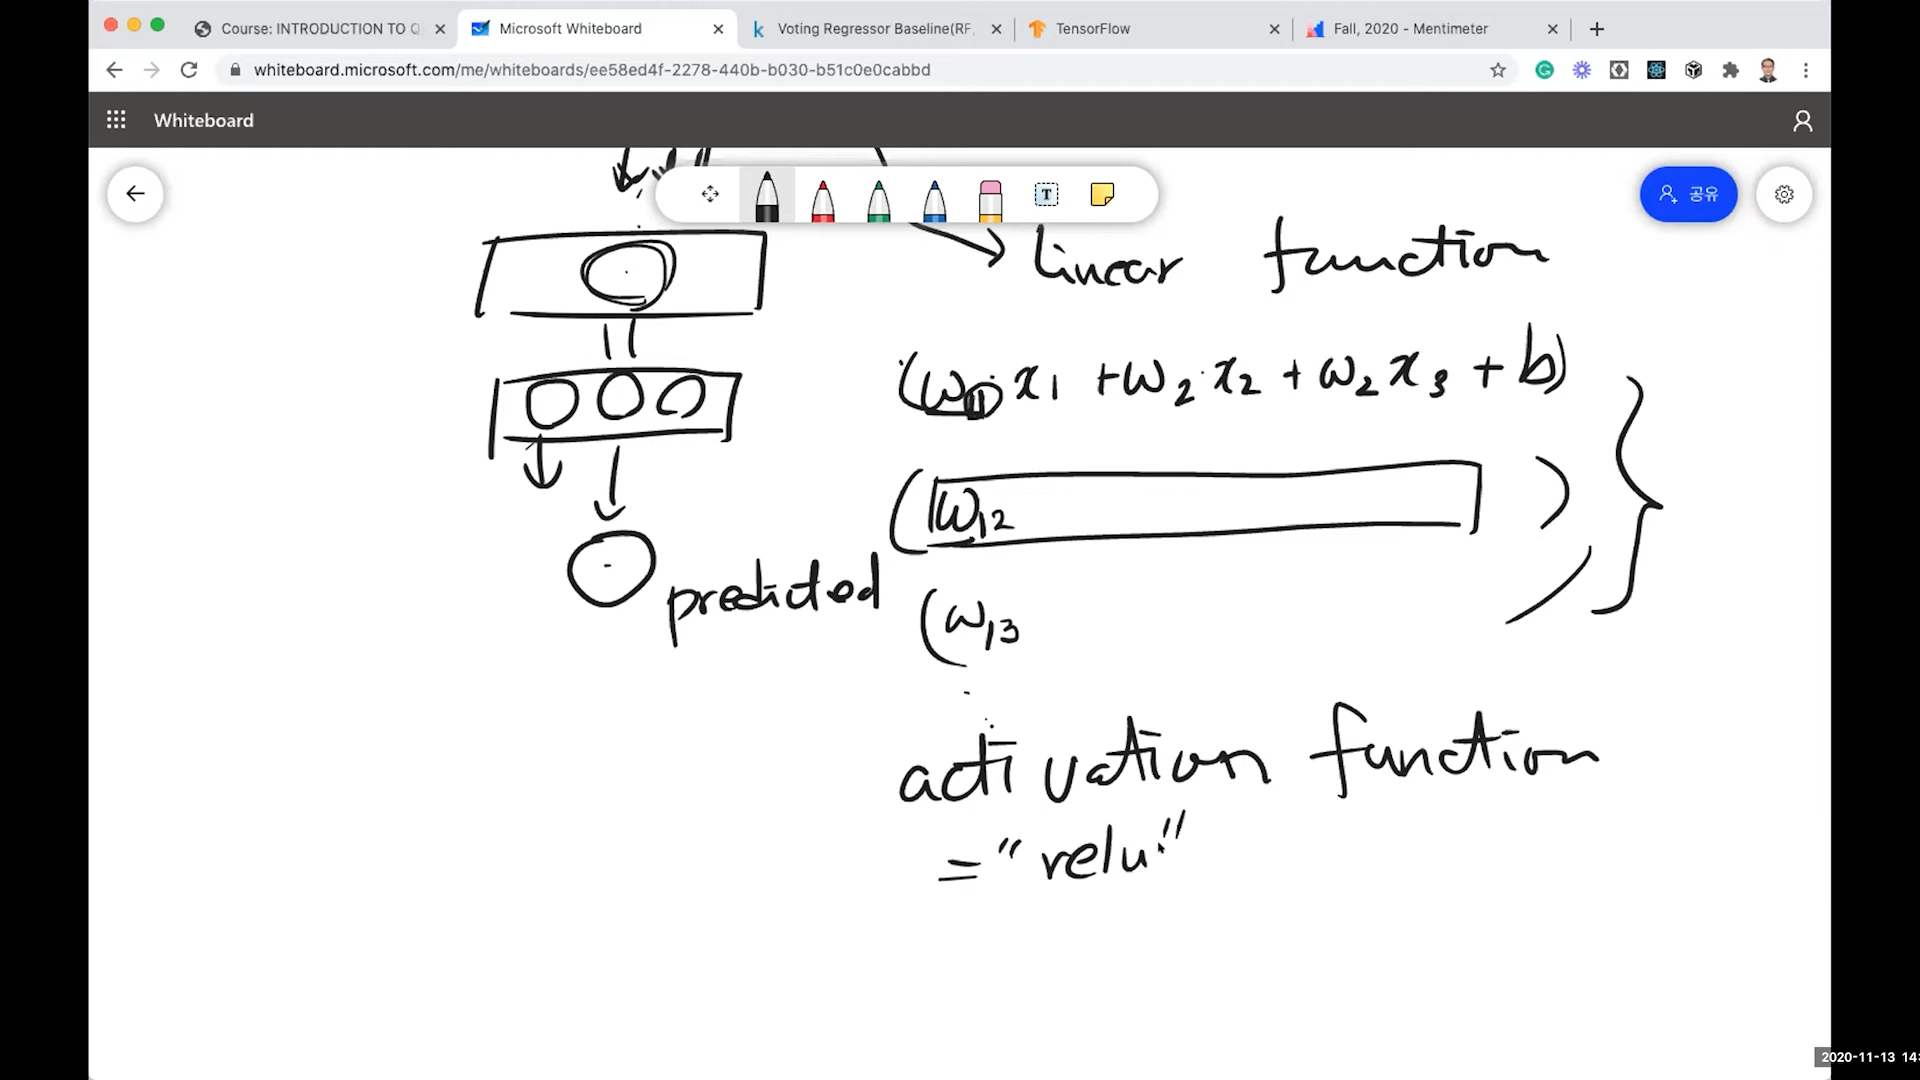 Course: INTRODUCTION TO Q
Microsoft Whiteboard
Voting Regressor Baseline(RF,
TensorFlow
Fall, 2020 - Mentimeter
whiteboard.microsoft.com/me/whiteboards/ee58ed4f-2278-440b-b030-b51c0e0cabbd
Whiteboard
T
공유
linear function
(w11 x1 + w2 x2 + w2 x3 + b)
(w12 )
predicted
(w13 )
activation function
= "relu"
2020-11-13 14: